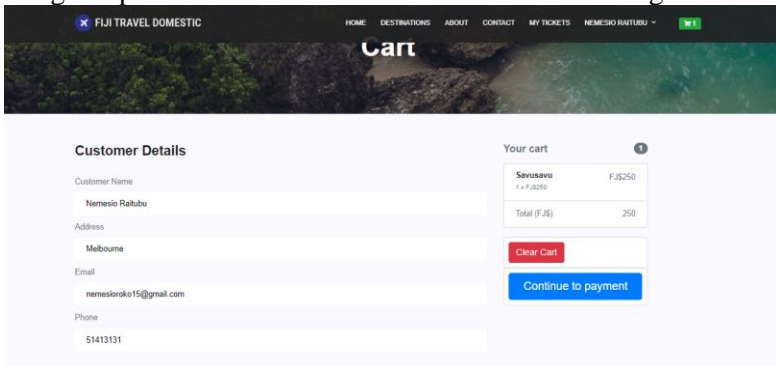 FIJI TRAVEL DOMESTIC
HOME DESTINATIONS ABOUT CONTACT MY TICKETS NEMESIO RAITUBU 1
Cart
Customer Details
Customer Name
Nemesio Raitubu
Address
Melbourne
Email
nemesioroko15@gmail.com
Phone
51413131
Your cart 1
Savusavu FJ$250
1 x FJ$250
Total (FJ$) 250
Clear Cart
Continue to payment